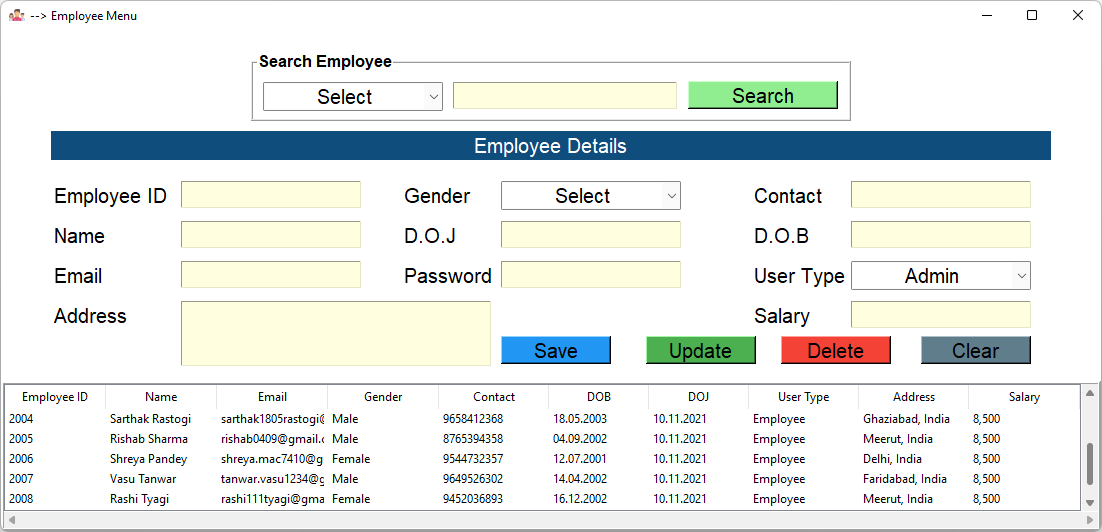 --> Employee Menu
Search Employee
Select Search
Employee Details
Employee ID Gender Select Contact
Name D.O.J D.O.B
Email Password User Type Admin
Address Salary
Save Update Delete Clear
Employee ID Name Email Gender Contact DOB DOJ User Type Address Salary
2004 Sarthak Rastogi sarthak1805rastogi@ Male 9658412368 18.05.2003 10.11.2021 Employee Ghaziabad, India 8,500
2005 Rishab Sharma rishab0409@gmail.c Male 8765394358 04.09.2002 10.11.2021 Employee Meerut, India 8,500
2006 Shreya Pandey shreya.mac7410@g Female 9544732357 12.07.2001 10.11.2021 Employee Delhi, India 8,500
2007 Vasu Tanwar tanwar.vasu1234@g Male 9649526302 14.04.2002 10.11.2021 Employee Faridabad, India 8,500
2008 Rashi Tyagi rashi111tyagi@gma Female 9452036893 16.12.2002 10.11.2021 Employee Meerut, India 8,500